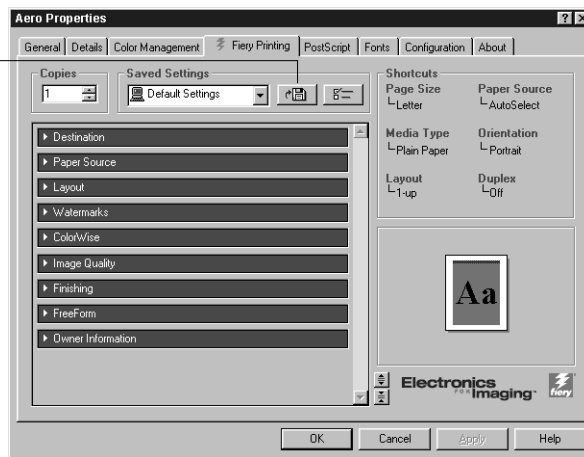 Aero Properties
General Details Color Management Fiery Printing PostScript Fonts Configuration About
Copies
1
Saved Settings
Default Settings
Shortcuts
Page Size Paper Source
Letter AutoSelect
Media Type Orientation
Plain Paper Portrait
Layout Duplex
1-up Off
Destination
Paper Source
Layout
Watermarks
ColorWise
Image Quality
Finishing
FreeForm
Owner Information
Aa
Electronics
FOR Imaging
fiery
OK Cancel Apply Help